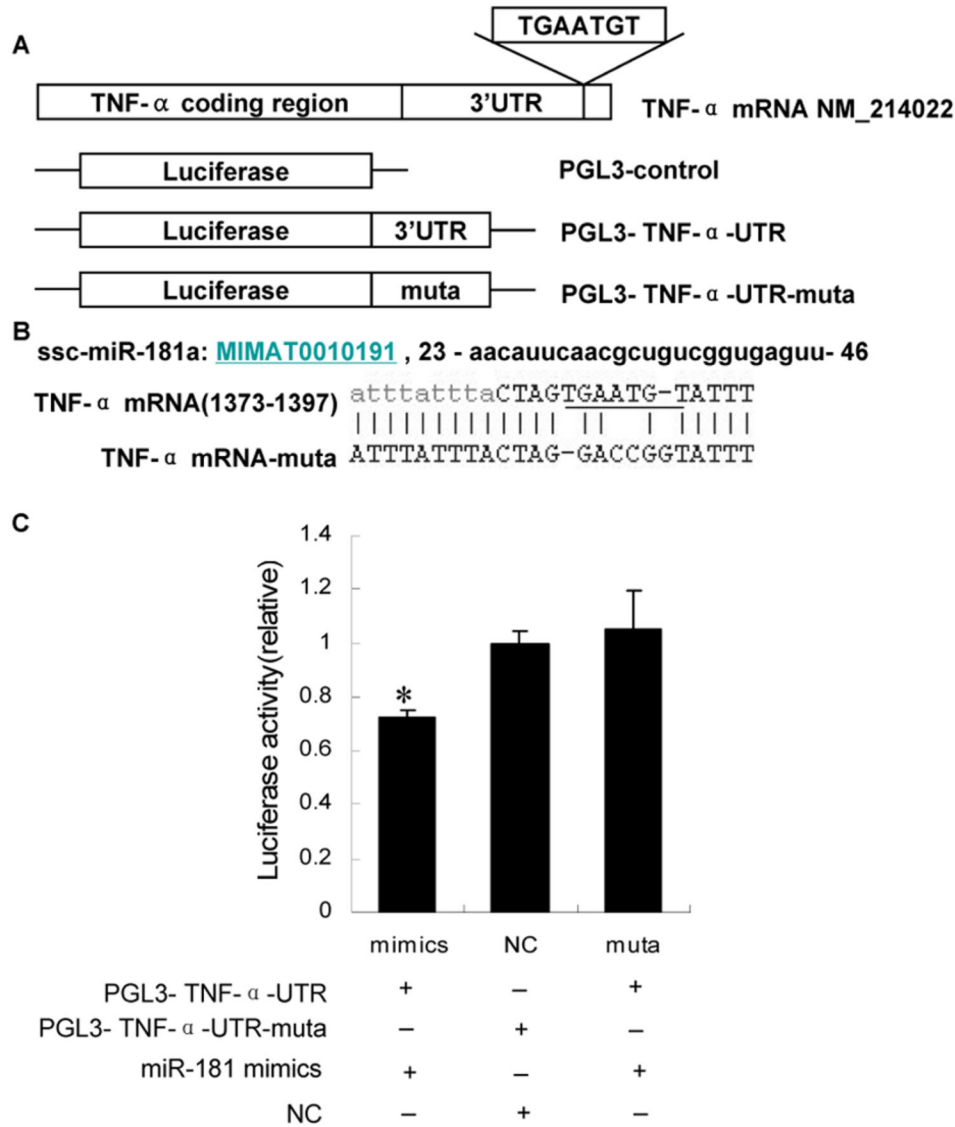 A
TGAATGT
TNF-α coding region 3'UTR TNF-α mRNA NM_214022
Luciferase PGL3-control
Luciferase 3'UTR PGL3- TNF-α-UTR
Luciferase muta PGL3- TNF-α-UTR-muta
B
ssc-miR-181a: MIMAT0010191 , 23 - aacauucaacgcugucggugaguu- 46
TNF-α mRNA(1373-1397) atttatttaCTAGTGAATG-TATTT
TNF-α mRNA-muta ATTTATTTACTAG-GACCGGTATTT
C
Luciferase activity(relative)
1.4
1.2
1
0.8
0.6
0.4
0.2
0
*
mimics NC muta
PGL3- TNF-α-UTR + – +
PGL3- TNF-α-UTR-muta – + –
miR-181 mimics + – +
NC – + –